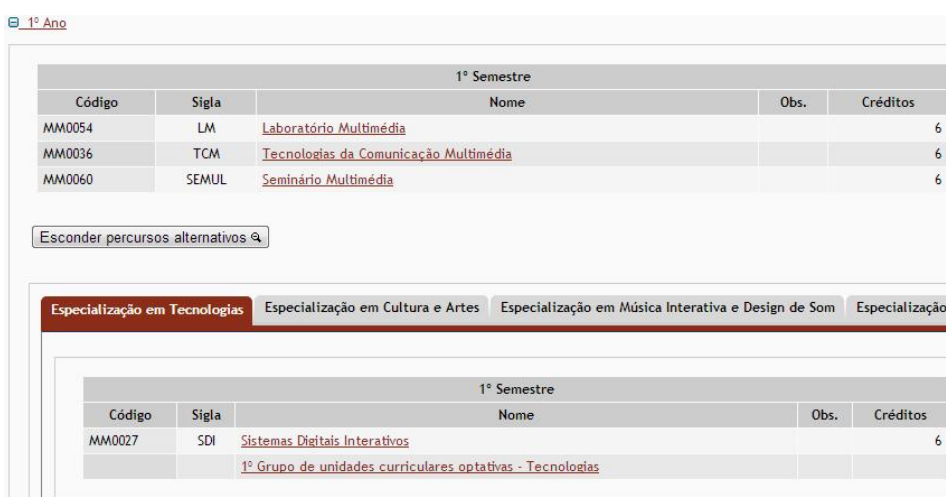 1º Ano
1º Semestre
Código Sigla Nome Obs. Créditos
MM0054 LM Laboratório Multimédia 6
MM0036 TCM Tecnologias da Comunicação Multimédia 6
MM0060 SEMUL Seminário Multimédia 6
Esconder percursos alternativos
Especialização em Tecnologias Especialização em Cultura e Artes Especialização em Música Interativa e Design de Som Especialização
1º Semestre
Código Sigla Nome Obs. Créditos
MM0027 SDI Sistemas Digitais Interativos 6
1º Grupo de unidades curriculares optativas - Tecnologias